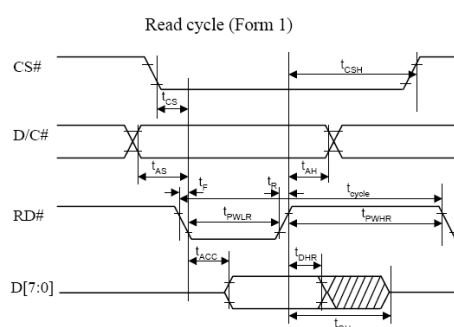 Read cycle (Form 1)
CS#
tCSH
tCS
D/C#
tAS
tF
tR
tAH
tcycle
RD#
tPWLR
tPWHR
tACC
tDHR
D[7:0]